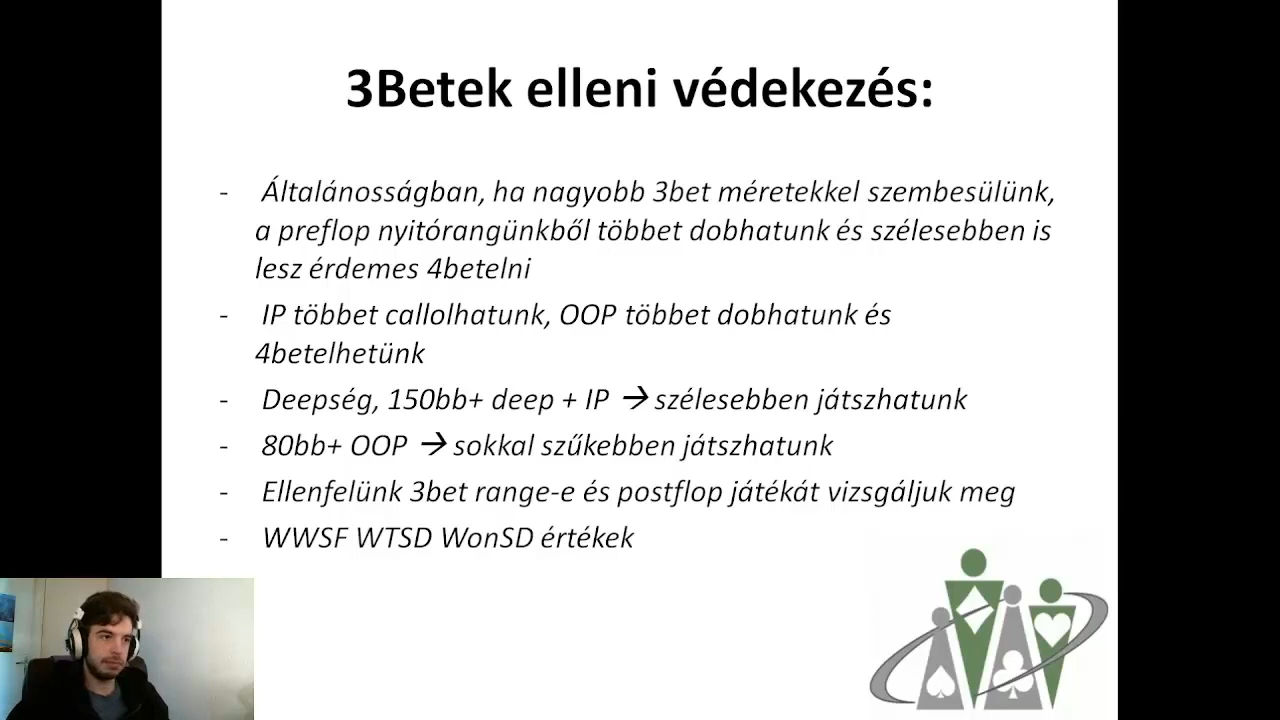 3Betek elleni védekezés:
- Általánosságban, ha nagyobb 3bet méretekkel szembesülünk,
a preflop nyitórangünkből többet dobhatunk és szélesebben is
lesz érdemes 4betelni
- IP többet callolhatunk, OOP többet dobhatunk és
4betelhetünk
- Deepség, 150bb+ deep + IP → szélesebben játszhatunk
- 80bb+ OOP → sokkal szűkebben játszhatunk
- Ellenfelünk 3bet range-e és postflop játékát vizsgáljuk meg
- WWSF WTSD WonSD értékek